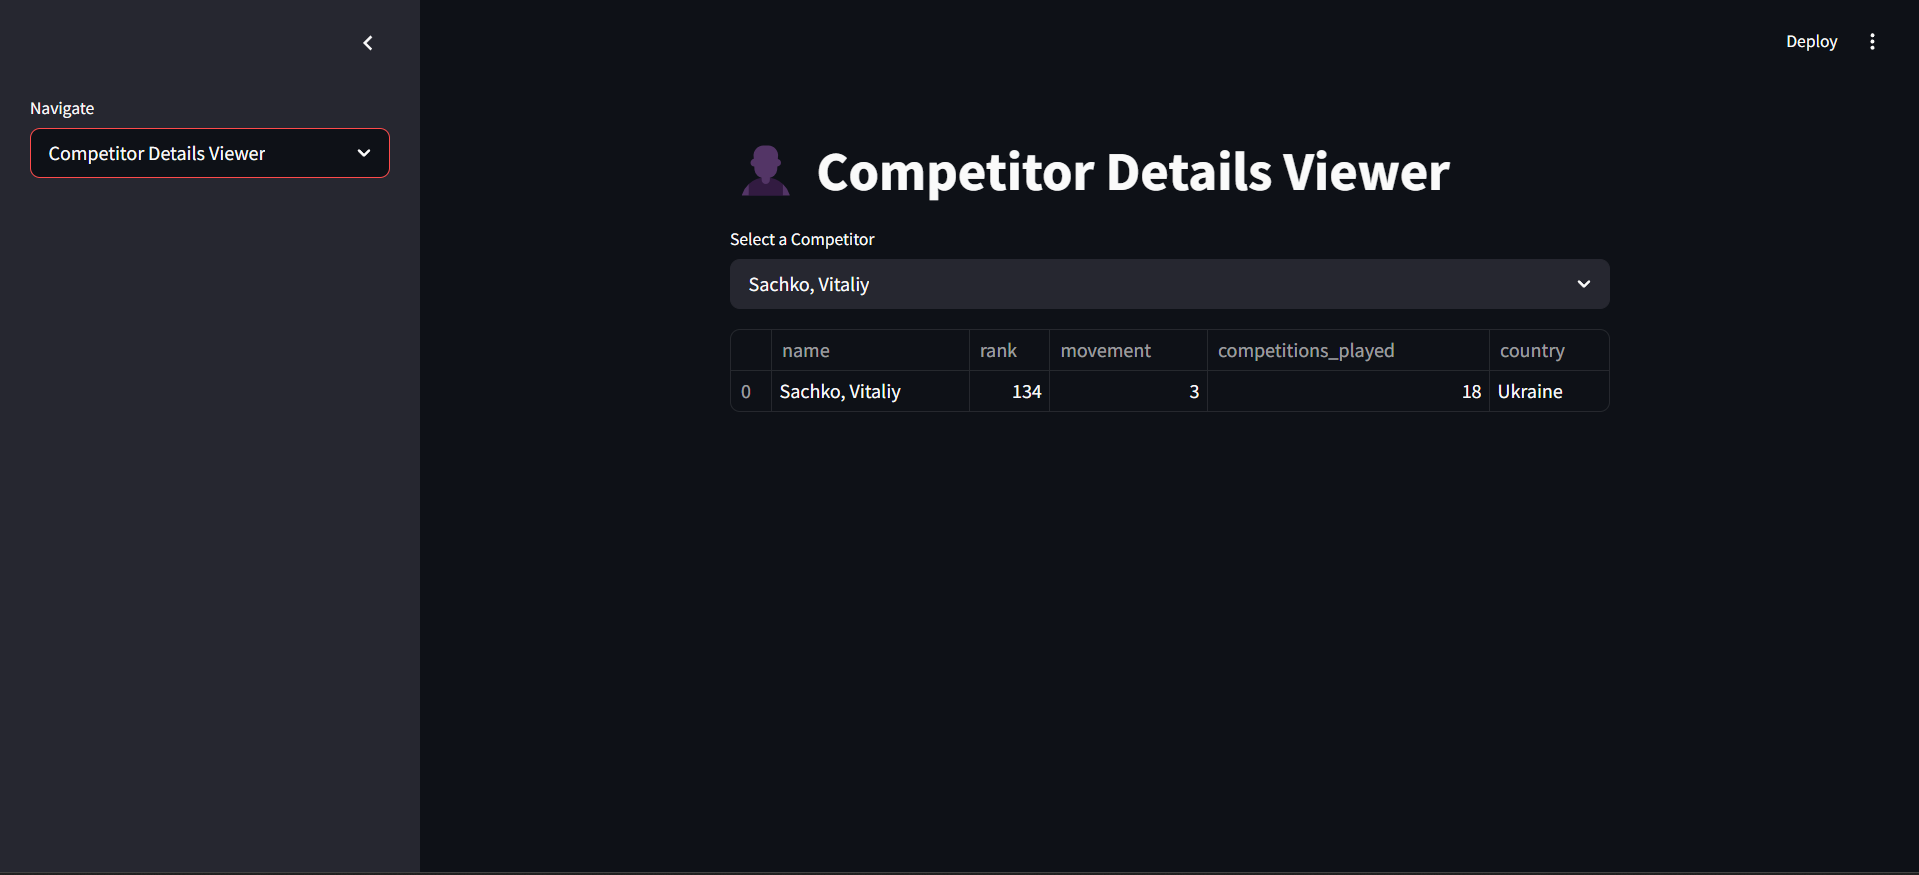 Deploy
Navigate
Competitor Details Viewer
Competitor Details Viewer
Select a Competitor
Sachko, Vitaliy
name rank movement competitions_played country
0 Sachko, Vitaliy 134 3 18 Ukraine